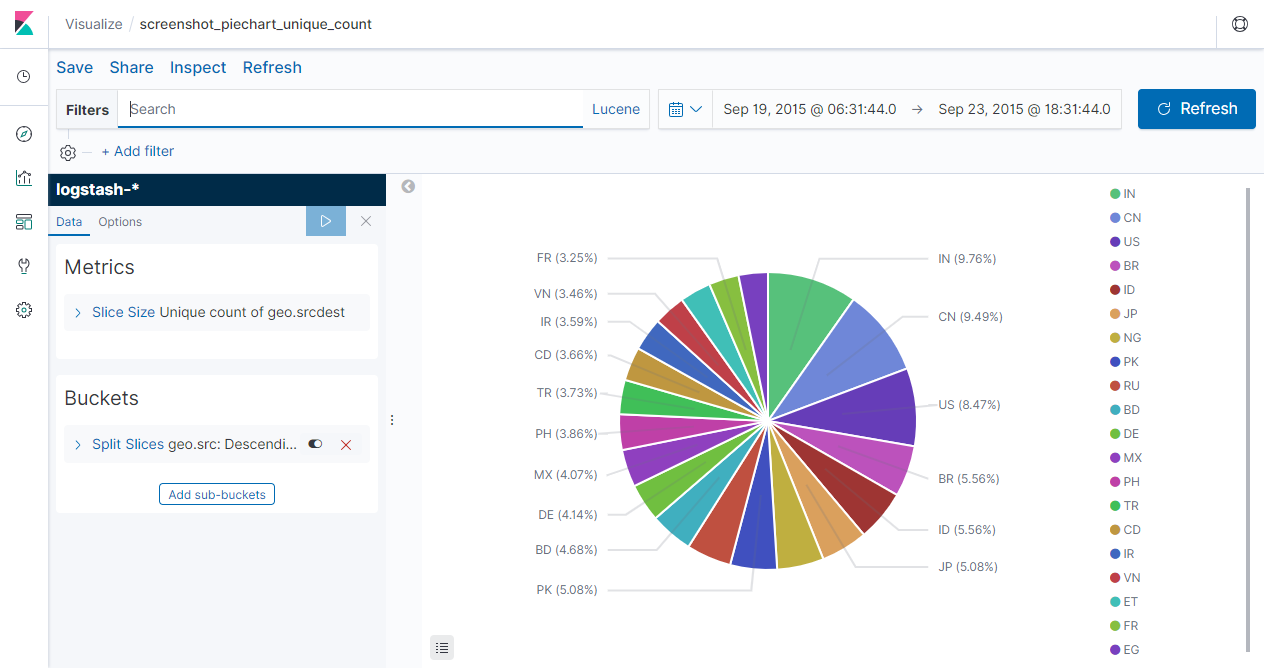 Visualize / screenshot_piechart_unique_count
Save Share Inspect Refresh
Filters Search Lucene Sep 19, 2015 @ 06:31:44.0 → Sep 23, 2015 @ 18:31:44.0 Refresh
+ Add filter
logstash-*
Data Options
Metrics
Slice Size Unique count of geo.srcdest
Buckets
Split Slices geo.src: Descendi...
Add sub-buckets
FR (3.25%)
VN (3.46%)
IR (3.59%)
CD (3.66%)
TR (3.73%)
PH (3.86%)
MX (4.07%)
DE (4.14%)
BD (4.68%)
PK (5.08%)
IN (9.76%)
CN (9.49%)
US (8.47%)
BR (5.56%)
ID (5.56%)
JP (5.08%)
IN
CN
US
BR
ID
JP
NG
PK
RU
BD
DE
MX
PH
TR
CD
IR
VN
ET
FR
EG